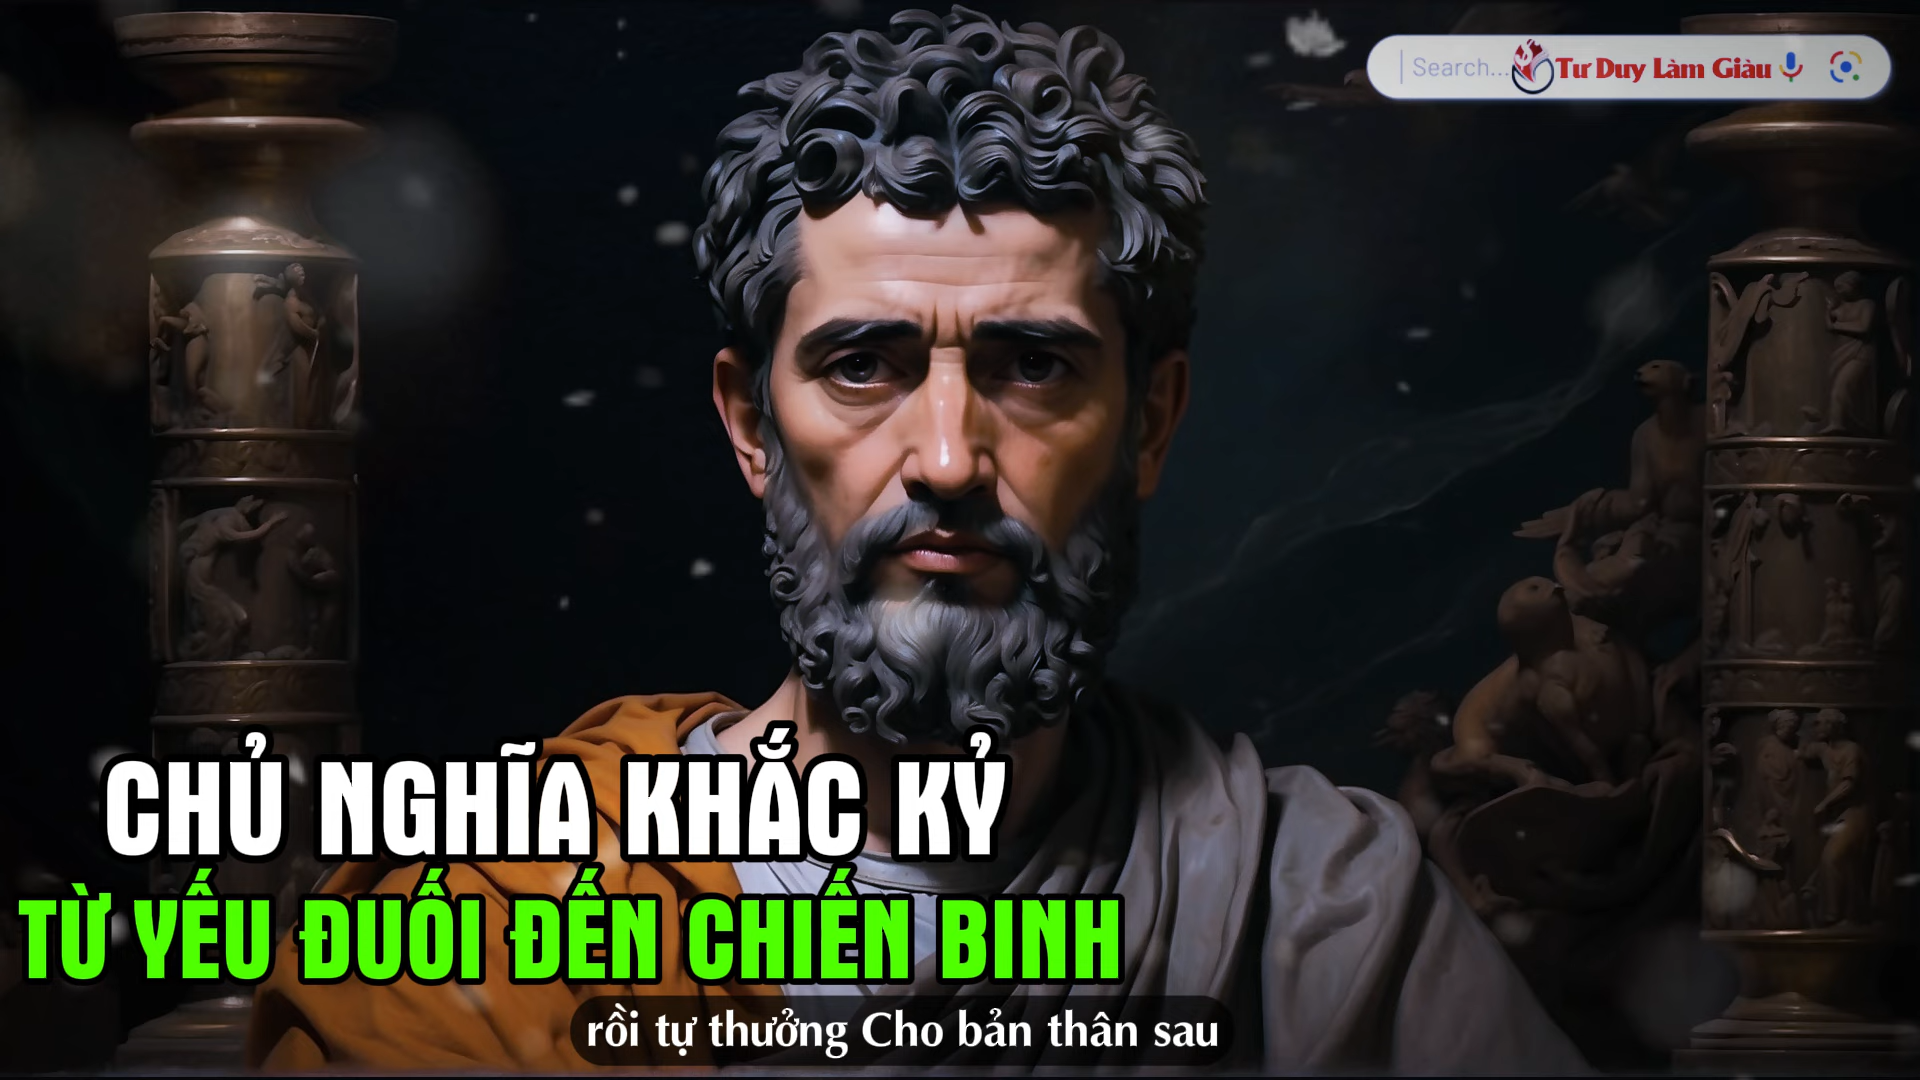 Search... Tư Duy Làm Giàu
CHỦ NGHĨA KHẮC KỶ
TỪ YẾU ĐUỐI ĐẾN CHIẾN BINH
rồi tự thưởng Cho bản thân sau